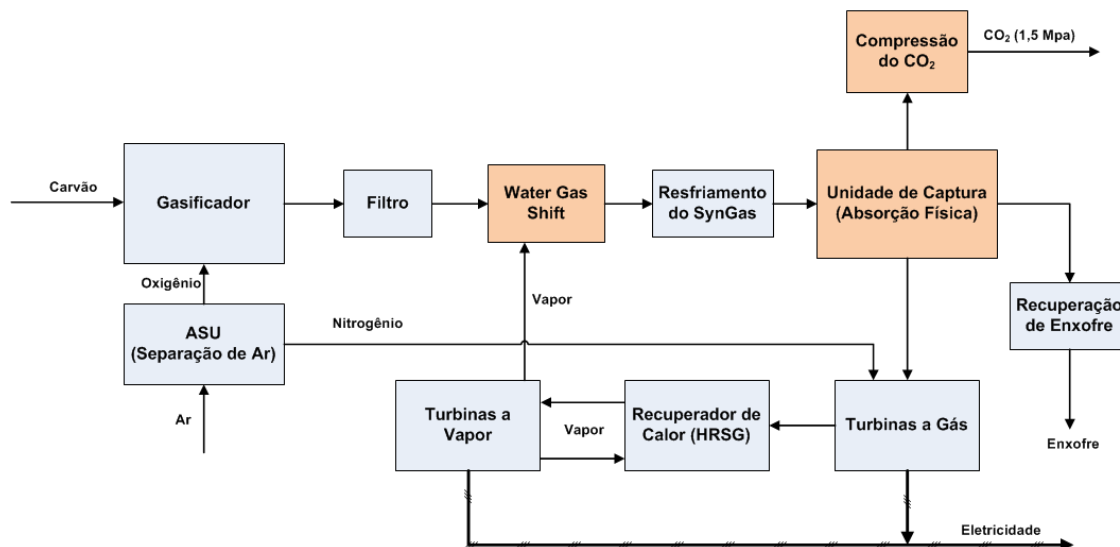 Compressão
do CO₂
CO₂ (1,5 Mpa)
Carvão
Gasificador
Filtro
Water Gas
Shift
Resfriamento
do SynGas
Unidade de Captura
(Absorção Física)
Oxigênio
ASU
(Separação de Ar)
Nitrogênio
Vapor
Recuperação
de Enxofre
Ar
Turbinas a
Vapor
Vapor
Recuperador de
Calor (HRSG)
Turbinas a Gás
Enxofre
Eletricidade